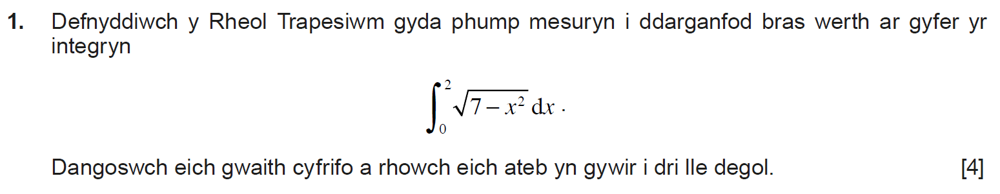 1. Defnyddiwch y Rheol Trapesiwm gyda phump mesuryn i ddarganfod bras werth ar gyfer yr
integryn
∫₀² √(7 – x²) dx .
Dangoswch eich gwaith cyfrifo a rhowch eich ateb yn gywir i dri lle degol. [4]